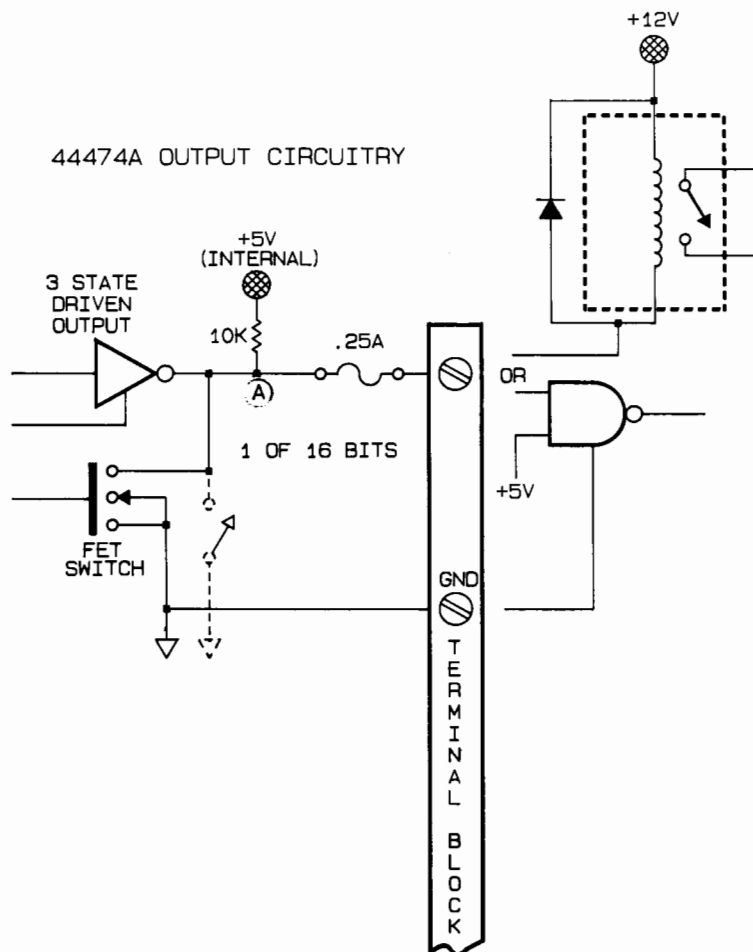 +12V
44474A OUTPUT CIRCUITRY
+5V
(INTERNAL)
3 STATE
DRIVEN
OUTPUT
10K
.25A
A
OR
1 OF 16 BITS
+5V
FET
SWITCH
GND
TERMINAL BLOCK